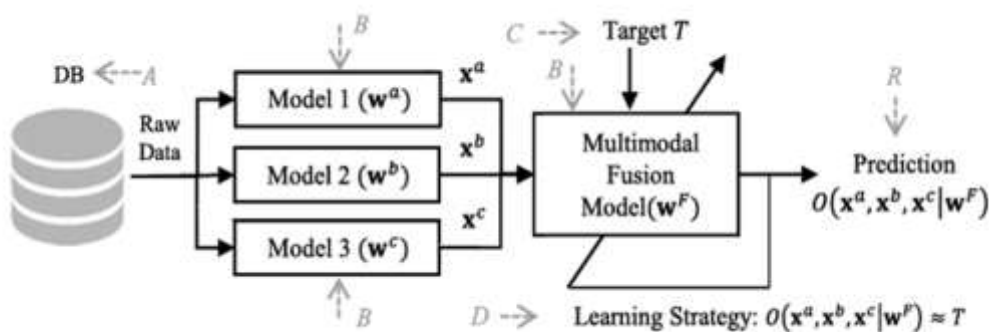 B
C
Target T
DB
A
x^a
B
R
Model 1 (w^a)
Raw
Data
x^b
Multimodal
Fusion
Model(w^F)
Prediction
O(x^a, x^b, x^c|w^F)
Model 2 (w^b)
x^c
Model 3 (w^c)
B
D
Learning Strategy: O(x^a, x^b, x^c|w^F) ≈ T